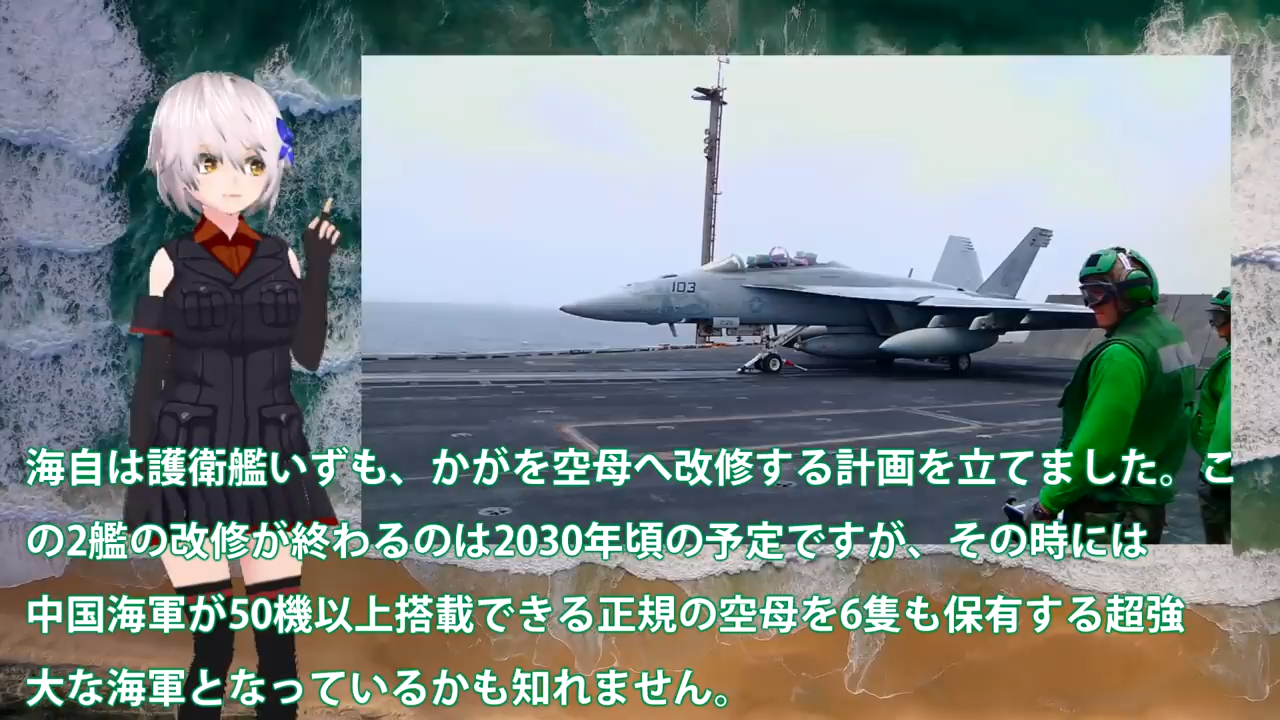 103
海自は護衛艦いずも、かがを空母へ改修する計画を立てました。こ
の2艦の改修が終わるのは2030年頃の予定ですが、その時には
中国海軍が50機以上搭載できる正規の空母を6隻も保有する超強
大な海軍となっているかも知れません。